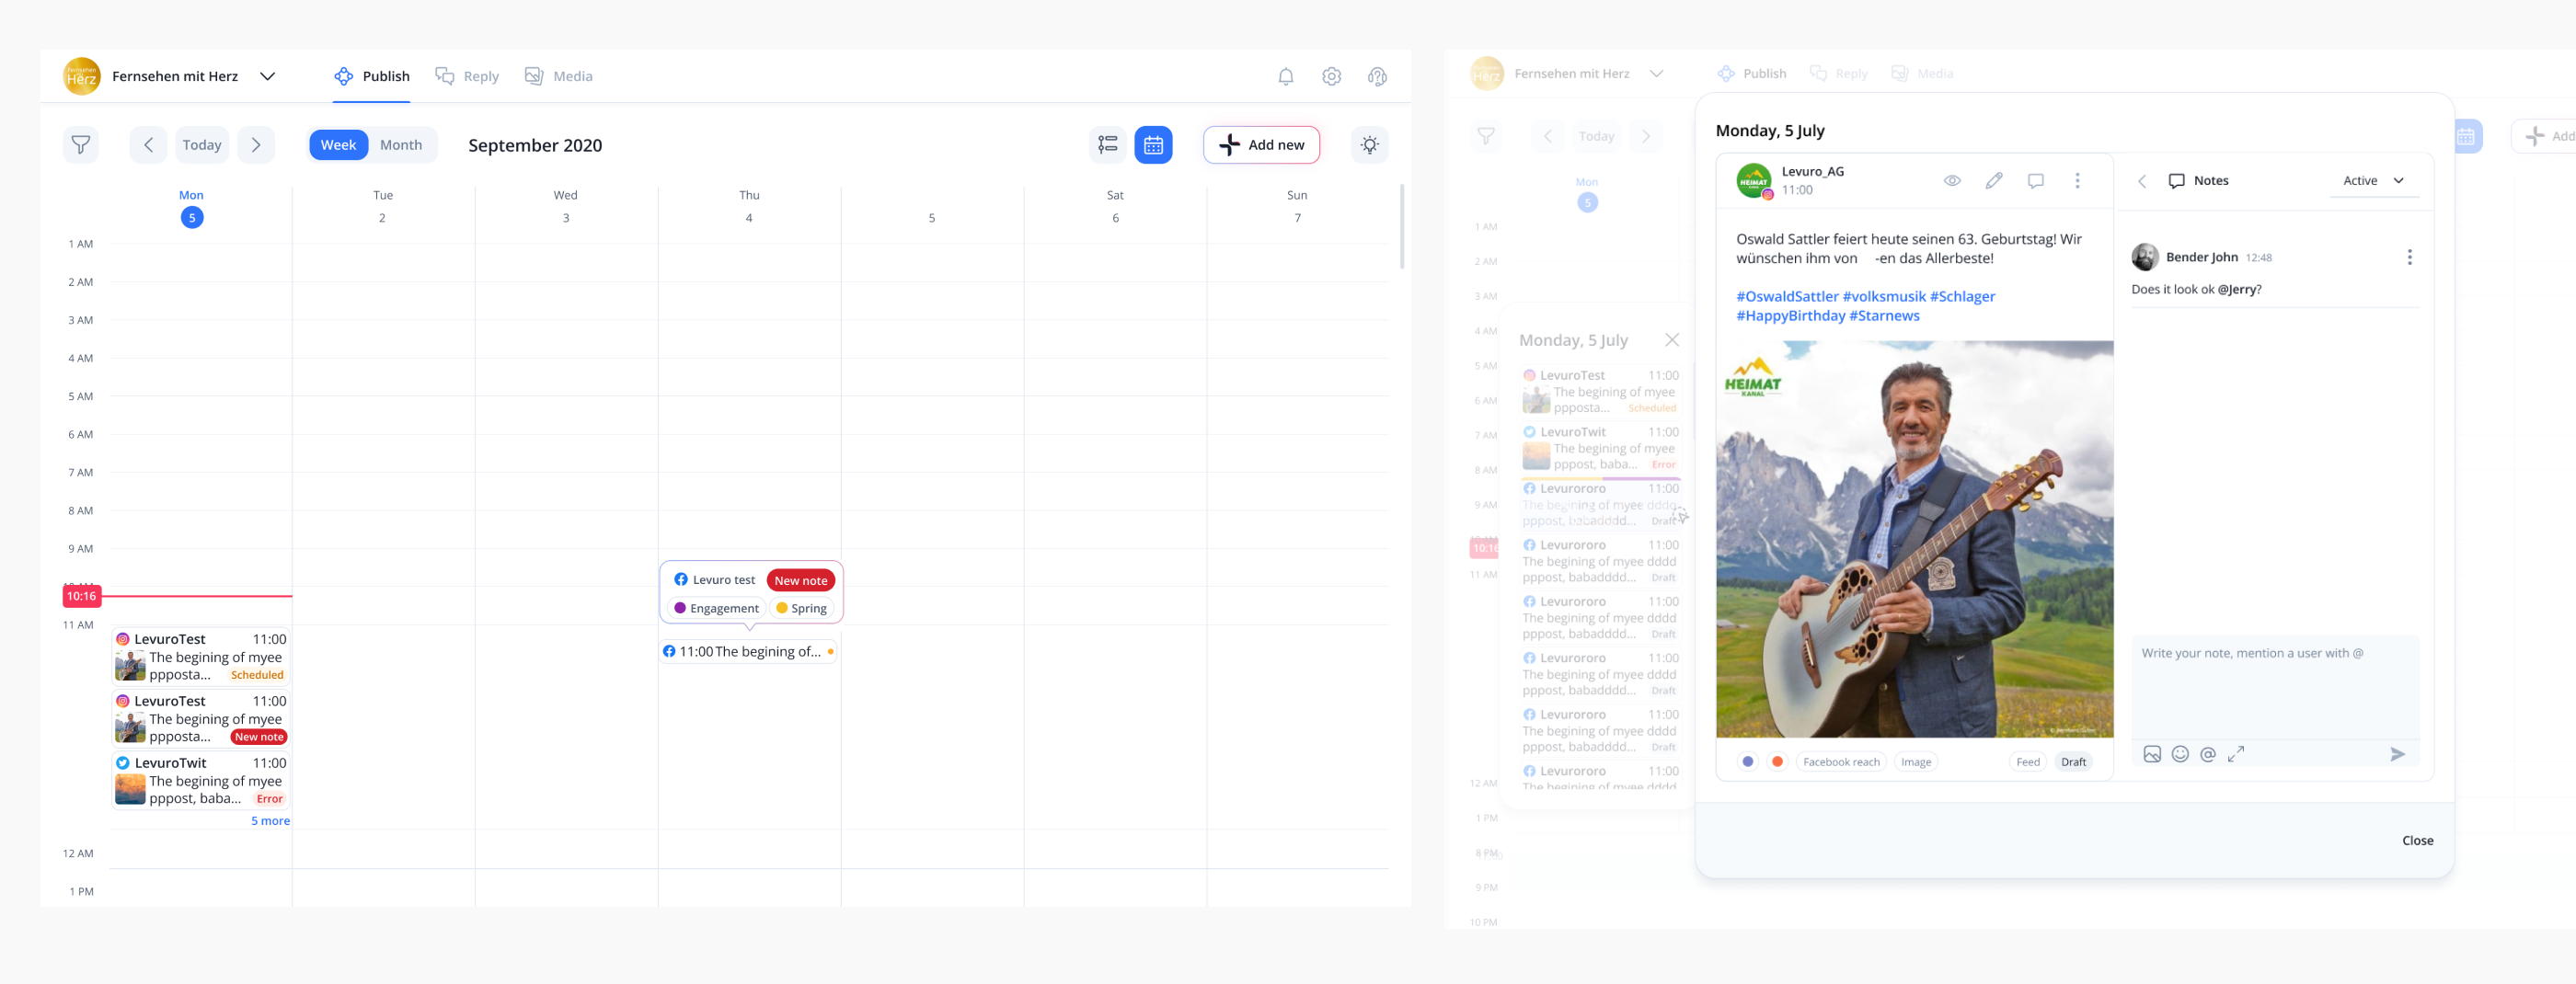 Fernsehen mit Herz
Publish
Reply
Media
Today
Week
Month
September 2020
Add new
Mon
Tue
Wed
Thu
Sat
Sun
5
2
3
4
5
6
7
1 AM
2 AM
3 AM
4 AM
5 AM
6 AM
7 AM
8 AM
9 AM
10:16
11 AM
12 AM
1 PM
LevuroTest 11:00
The begining of myee
ppposta... Scheduled
LevuroTest 11:00
The begining of myee
ppposta... New note
LevuroTwit 11:00
The begining of myee
pppost, baba... Error
5 more
Levuro test New note
Engagement Spring
11:00 The begining of...
Fernsehen mit Herz
Publish
Reply
Media
Today
Add
Mon
5
1 AM
2 AM
3 AM
4 AM
5 AM
6 AM
7 AM
8 AM
9 AM
10:16
11 AM
12 AM
1 PM
9 PM
10 PM
Monday, 5 July
LevuroTest 11:00
The begining of myee
ppposta... Scheduled
LevuroTwit 11:00
The begining of myee
pppost, baba... Error
Levurororo 11:00
The begining of myee dddd
pppost, babadddd... Draft
Levurororo 11:00
The begining of myee dddd
pppost, babadddd... Draft
Levurororo 11:00
The begining of myee dddd
pppost, babadddd... Draft
Levurororo 11:00
The begining of myee dddd
pppost, babadddd... Draft
Levurororo 11:00
The begining of myee dddd
pppost, babadddd... Draft
Levurororo 11:00
The begining of myee dddd
Monday, 5 July
HEIMAT
Levuro_AG
11:00
Oswald Sattler feiert heute seinen 63. Geburtstag! Wir
wünschen ihm von -en das Allerbeste!
#OswaldSattler #volksmusik #Schlager
#HappyBirthday #Starnews
HEIMAT
KANAL
Facebook reach
Image
Feed
Draft
Notes
Active
Bender John 12:48
Does it look ok @Jerry?
Write your note, mention a user with @
Close